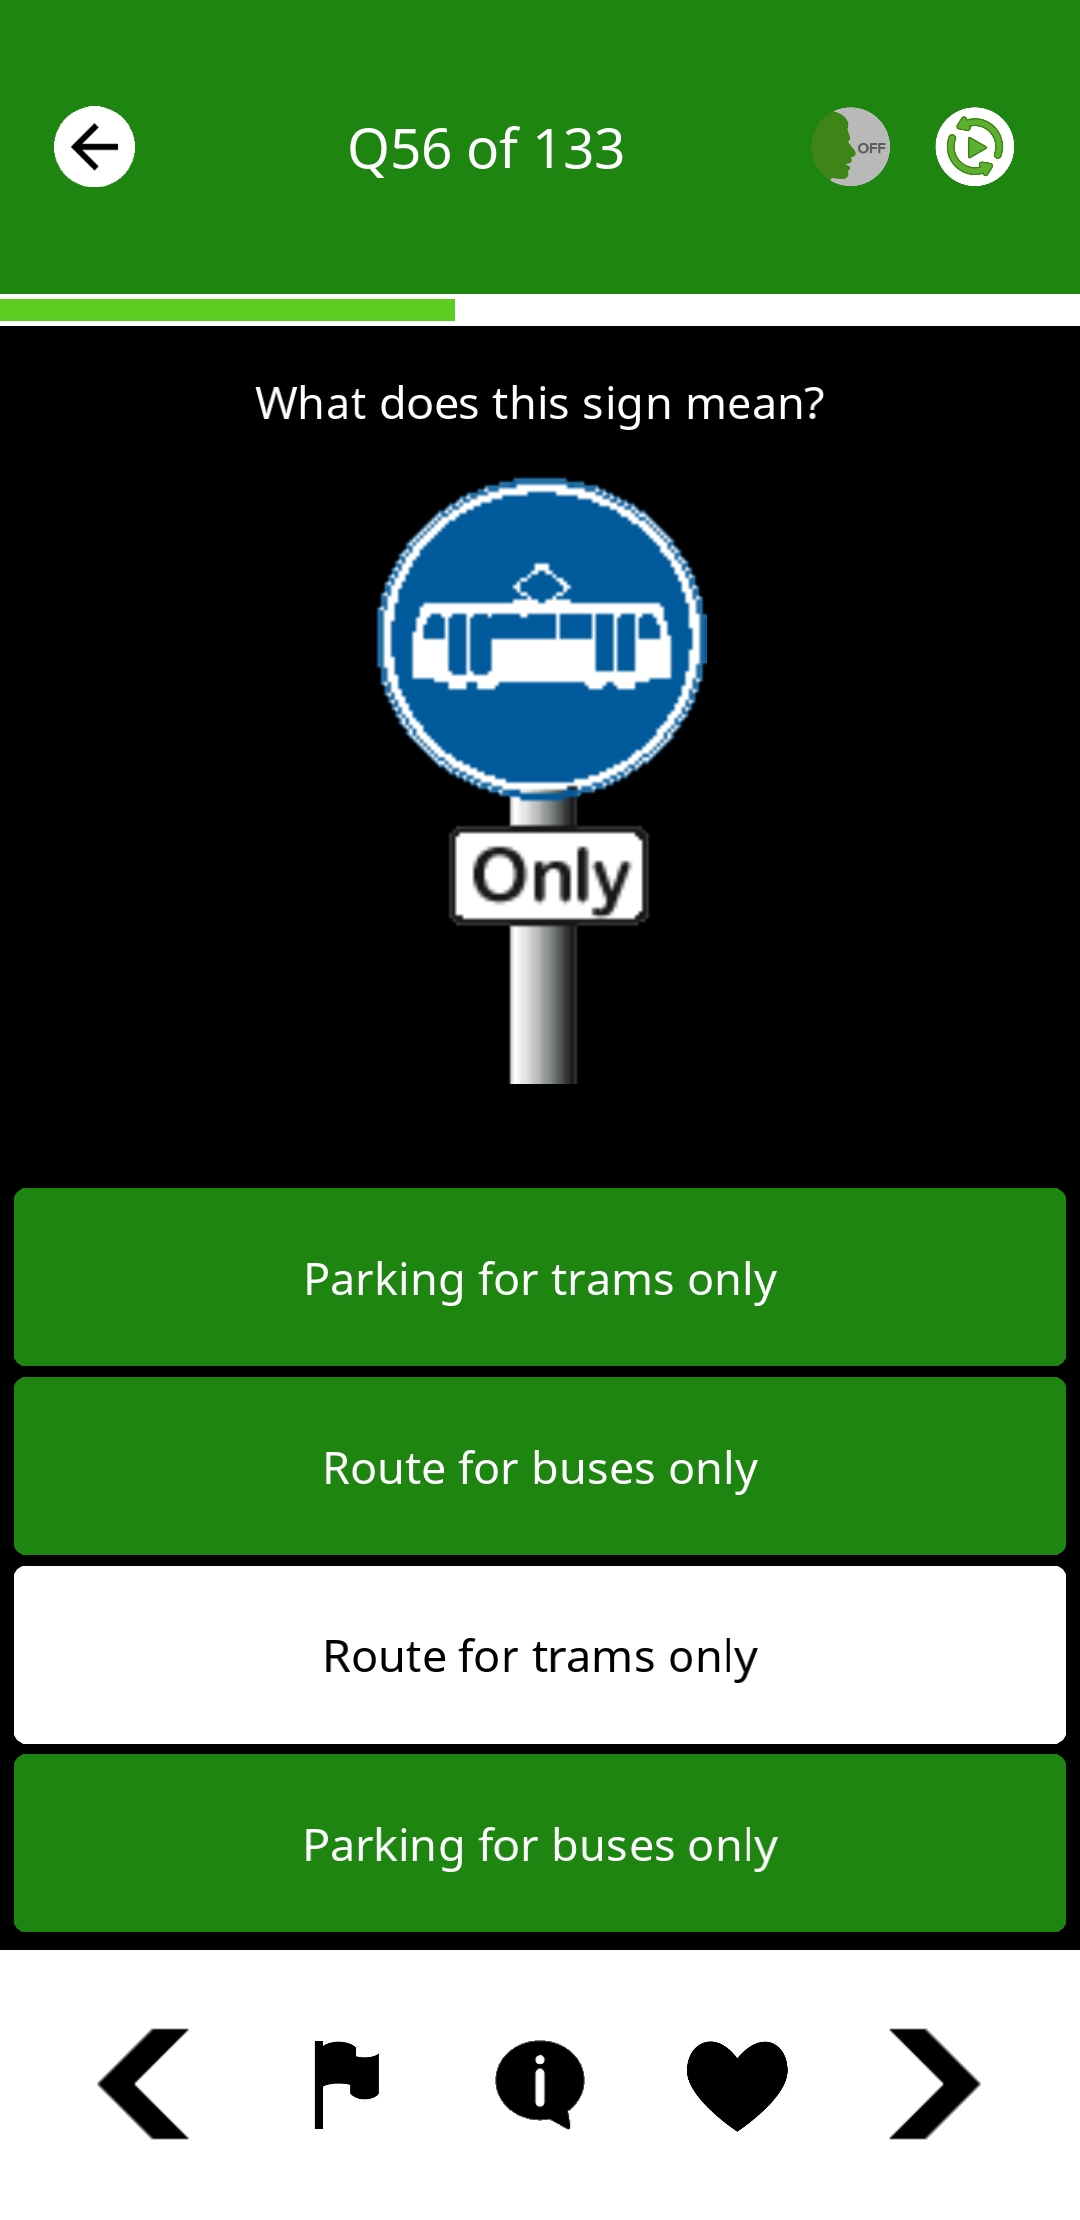 Q56 of 133
OFF
What does this sign mean?
Only
Parking for trams only
Route for buses only
Route for trams only
Parking for buses only